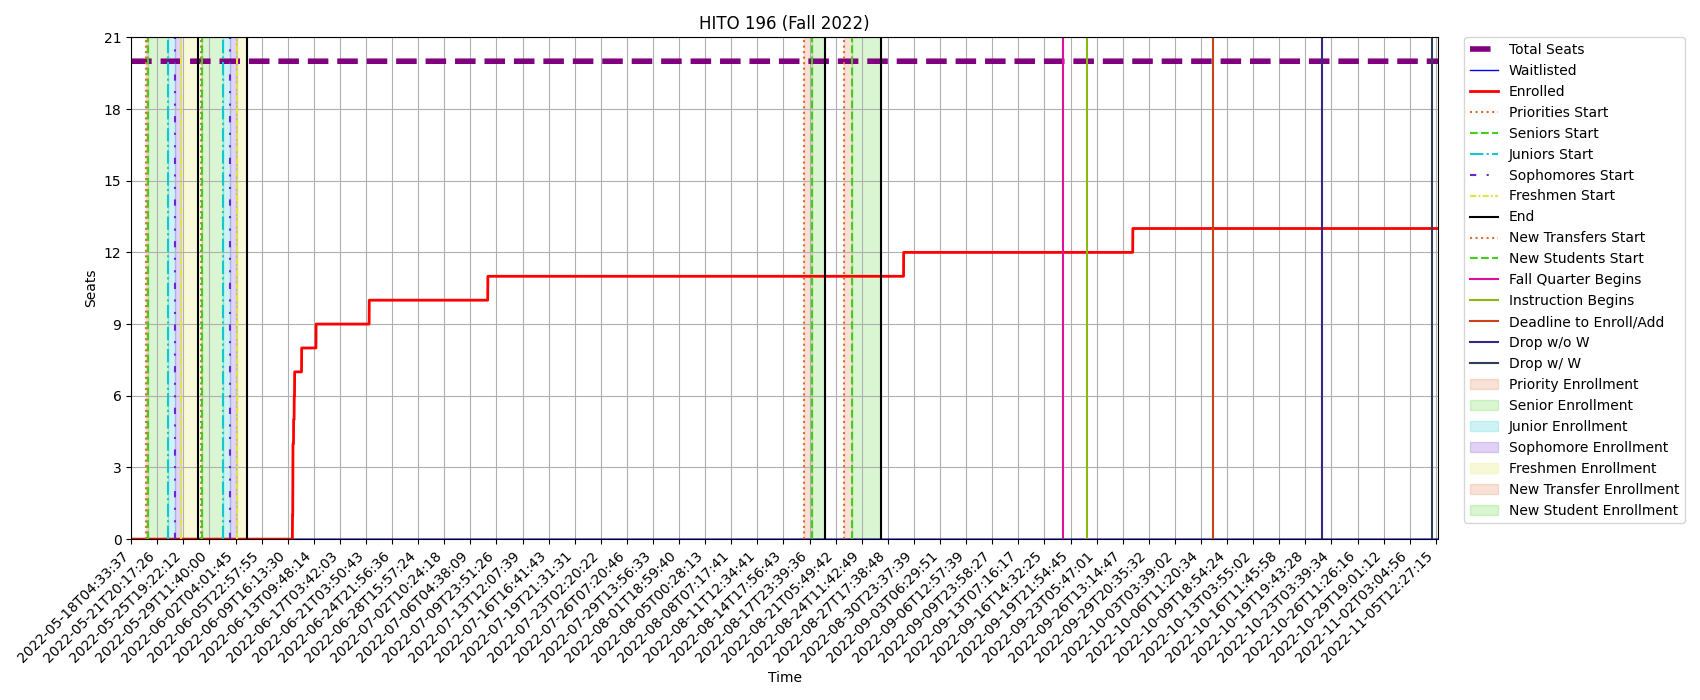 HITO 196 (Fall 2022)
21
18
15
12
9
6
3
0
Seats
2022-05-18T04:33:37
2022-05-21T20:17:26
2022-05-25T19:22:12
2022-05-29T11:40:00
2022-06-02T04:01:45
2022-06-05T22:57:55
2022-06-09T16:13:30
2022-06-13T09:48:14
2022-06-17T03:42:03
2022-06-21T03:50:43
2022-06-24T21:56:36
2022-06-28T15:57:24
2022-07-02T10:24:18
2022-07-06T04:38:09
2022-07-09T23:51:26
2022-07-13T12:07:39
2022-07-16T16:41:43
2022-07-19T21:31:31
2022-07-23T02:20:22
2022-07-26T07:20:46
2022-07-29T13:56:33
2022-08-01T18:59:40
2022-08-05T00:28:13
2022-08-08T07:17:41
2022-08-11T12:34:41
2022-08-14T17:56:43
2022-08-17T23:39:36
2022-08-21T05:49:42
2022-08-24T11:42:49
2022-08-27T17:38:48
2022-08-30T23:37:39
2022-09-03T06:29:51
2022-09-06T12:57:39
2022-09-09T23:58:27
2022-09-13T07:16:17
2022-09-16T14:32:25
2022-09-19T21:54:45
2022-09-23T05:47:01
2022-09-26T13:14:47
2022-09-29T20:35:32
2022-10-03T03:39:02
2022-10-06T11:20:34
2022-10-09T18:54:24
2022-10-13T03:55:02
2022-10-16T11:45:58
2022-10-19T19:43:28
2022-10-23T03:39:34
2022-10-26T11:26:16
2022-10-29T19:01:12
2022-11-02T03:04:56
2022-11-05T12:27:15
Time
Total Seats
Waitlisted
Enrolled
Priorities Start
Seniors Start
Juniors Start
Sophomores Start
Freshmen Start
End
New Transfers Start
New Students Start
Fall Quarter Begins
Instruction Begins
Deadline to Enroll/Add
Drop w/o W
Drop w/ W
Priority Enrollment
Senior Enrollment
Junior Enrollment
Sophomore Enrollment
Freshmen Enrollment
New Transfer Enrollment
New Student Enrollment